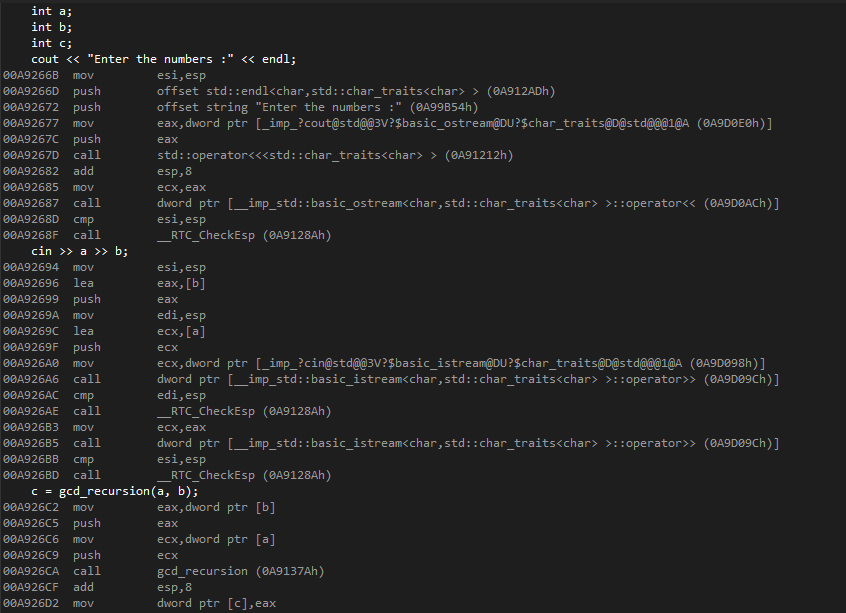 int a;
int b;
int c;
cout << "Enter the numbers :" << endl;
00A9266B mov esi,esp
00A9266D push offset std::endl<char,std::char_traits<char> > (0A912ADh)
00A92672 push offset string "Enter the numbers :" (0A99B54h)
00A92677 mov eax,dword ptr [_imp_?cout@std@@3V?$basic_ostream@DU?$char_traits@D@std@@@1@A (0A9D0E0h)]
00A9267C push eax
00A9267D call std::operator<<<std::char_traits<char> > (0A91212h)
00A92682 add esp,8
00A92685 mov ecx,eax
00A92687 call dword ptr [__imp_std::basic_ostream<char,std::char_traits<char> >::operator<< (0A9D0ACh)]
00A9268D cmp esi,esp
00A9268F call __RTC_CheckEsp (0A9128Ah)
cin >> a >> b;
00A92694 mov esi,esp
00A92696 lea eax,[b]
00A92699 push eax
00A9269A mov edi,esp
00A9269C lea ecx,[a]
00A9269F push ecx
00A926A0 mov ecx,dword ptr [_imp_?cin@std@@3V?$basic_istream@DU?$char_traits@D@std@@@1@A (0A9D098h)]
00A926A6 call dword ptr [__imp_std::basic_istream<char,std::char_traits<char> >::operator>> (0A9D09Ch)]
00A926AC cmp edi,esp
00A926AE call __RTC_CheckEsp (0A9128Ah)
00A926B3 mov ecx,eax
00A926B5 call dword ptr [__imp_std::basic_istream<char,std::char_traits<char> >::operator>> (0A9D09Ch)]
00A926BB cmp esi,esp
00A926BD call __RTC_CheckEsp (0A9128Ah)
c = gcd_recursion(a, b);
00A926C2 mov eax,dword ptr [b]
00A926C5 push eax
00A926C6 mov ecx,dword ptr [a]
00A926C9 push ecx
00A926CA call gcd_recursion (0A9137Ah)
00A926CF add esp,8
00A926D2 mov dword ptr [c],eax